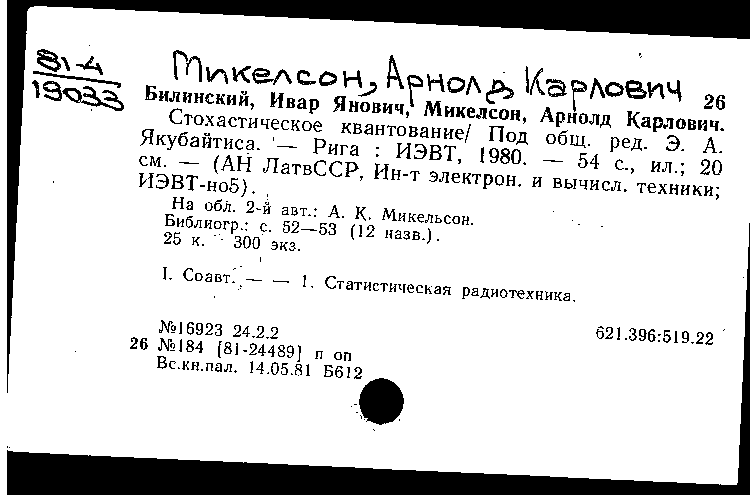 81-4
19033
Микелсон, Арнолд Карлович
26
Билинский, Ивар Янович, Микелсон, Арнолд Карлович.
Стохастическое квантование/ Под общ. ред. Э. А.
Якубайтиса. — Рига : ИЭВТ, 1980. — 54 с., ил.; 20
см. — (АН ЛатвССР, Ин-т электрон. и вычисл. техники;
ИЭВТ-но5).
На обл. 2-й авт.: А. К. Микельсон.
Библиогр.: с. 52—53 (12 назв.).
25 к. 300 экз.
I. Соавт. — — 1. Статистическая радиотехника.
№16923 24.2.2 621.396:519.22
26 №184 [81-24489] п оп
Вс.кн.пал. 14.05.81 Б612